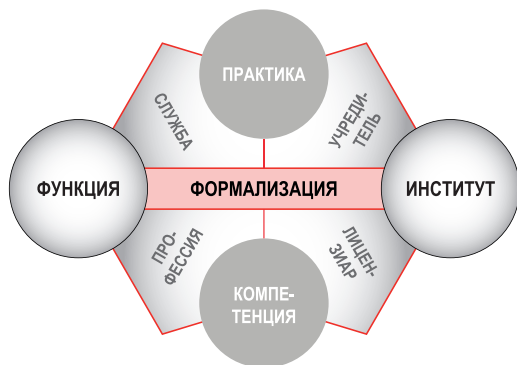 ПРАКТИКА
СЛУЖБА
УЧРЕДИ-
ТЕЛЬ
ФУНКЦИЯ
ФОРМАЛИЗАЦИЯ
ИНСТИТУТ
ПРО-
ФЕССИЯ
ЛИЦЕН-
ЗИАР
КОМПЕ-
ТЕНЦИЯ